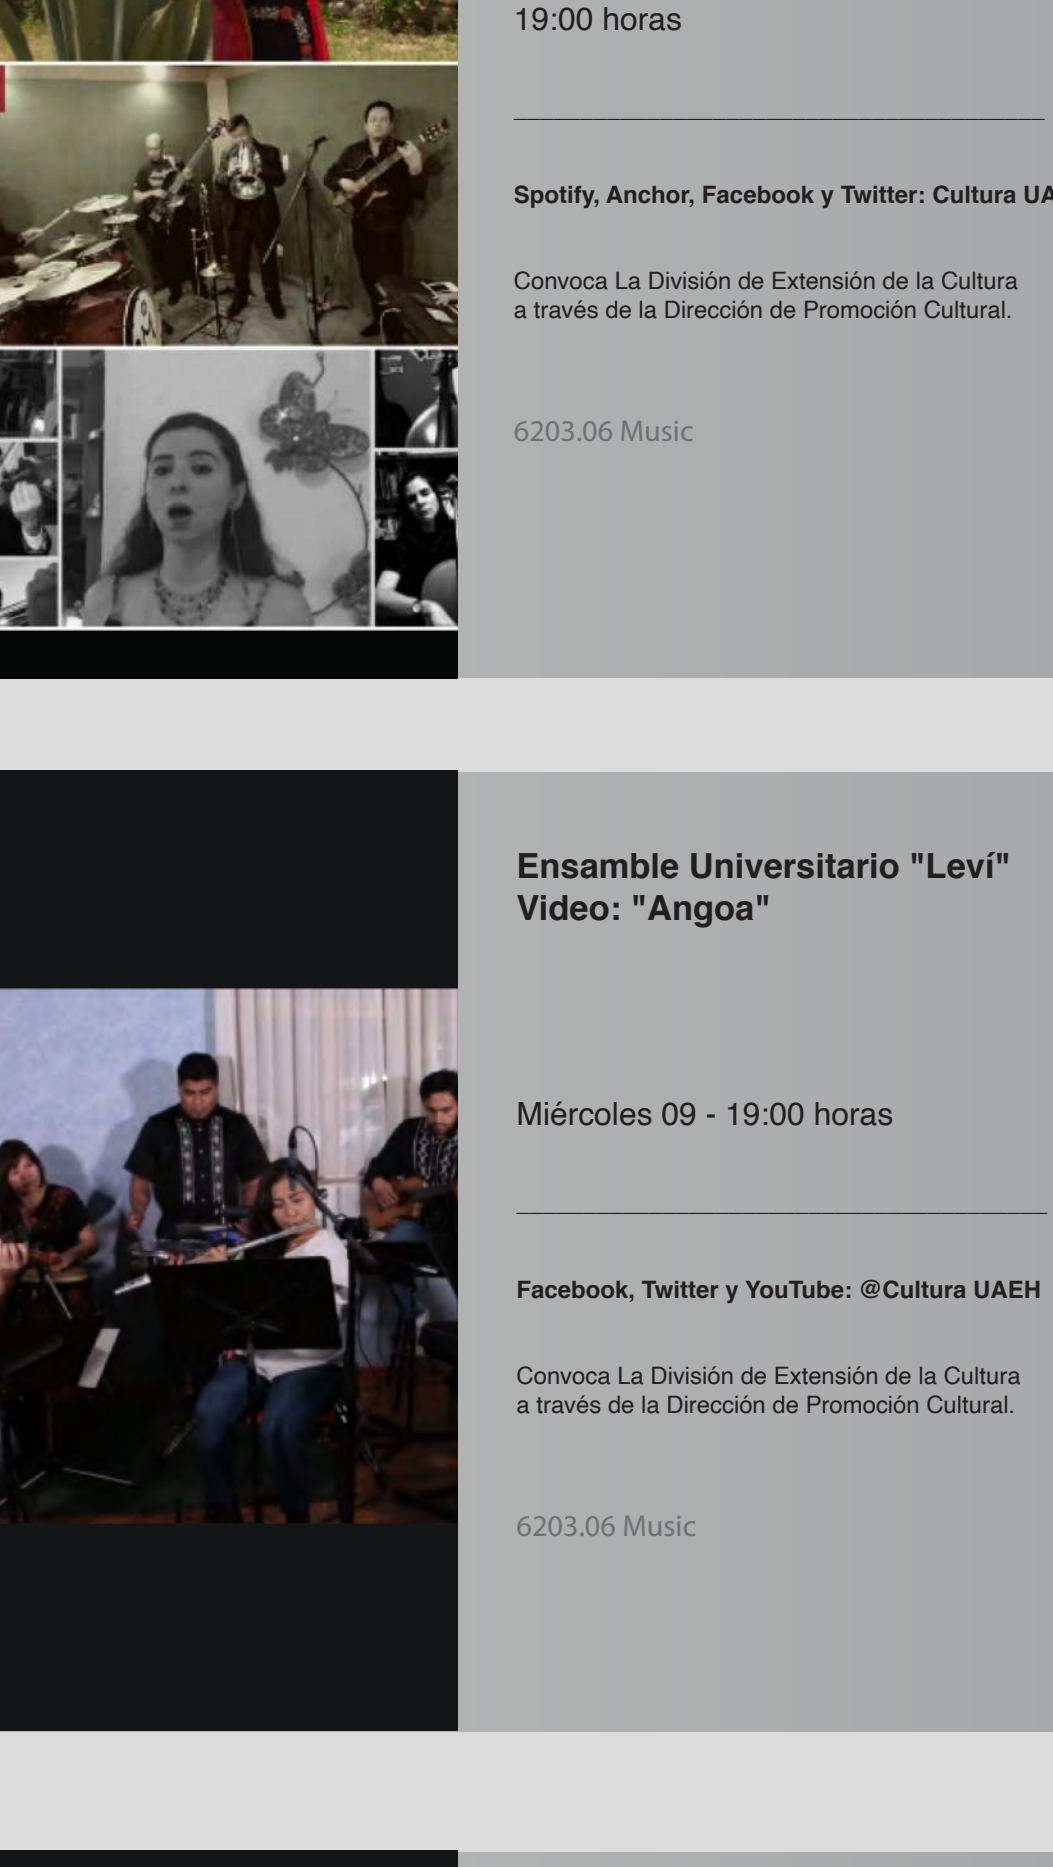 19:00 horas
Spotify, Anchor, Facebook y Twitter: Cultura UA
Convoca La División de Extensión de la Cultura
a través de la Dirección de Promoción Cultural.
6203.06 Music
Ensamble Universitario "Leví"
Video: "Angoa"
Miércoles 09 - 19:00 horas
Facebook, Twitter y YouTube: @Cultura UAEH
Convoca La División de Extensión de la Cultura
a través de la Dirección de Promoción Cultural.
6203.06 Music